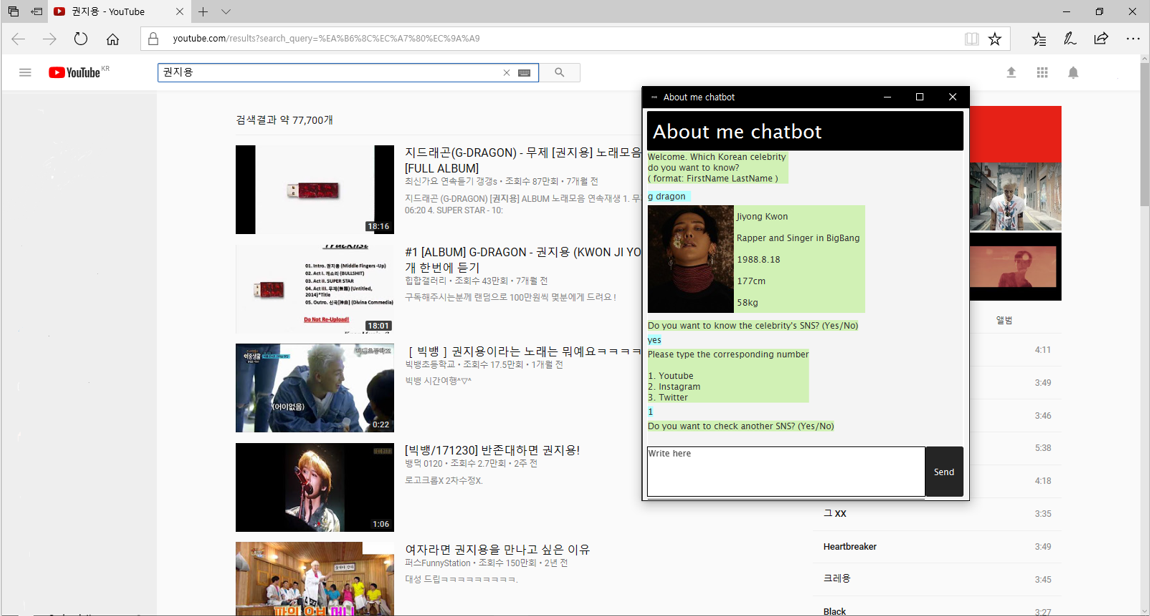 권지용 - YouTube
youtube.com/results?search_query=%EA%B6%8C%EC%A7%80%EC%9A%A9
YouTube KR
권지용
검색결과 약 77,700개
지드래곤(G-DRAGON) - 무제 [권지용] 노래모음
[FULL ALBUM]
최신가요 연속듣기 갱갱s • 조회수 87만회 • 7개월 전
지드래곤 (G-DRAGON) [권지용] ALBUM 노래모음 연속재생 1. 무
06:20 4. SUPER STAR - 10:
18:16
#1 [ALBUM] G-DRAGON - 권지용 (KWON JI YO
개 한번에 듣기
힙합갤러리 • 조회수 43만회 • 7개월 전
구독해주시는분께 랜덤으로 100만원씩 몇분에게 드려요 !
01. Intro. 권지용 (Middle Fingers -Up)
02. Act I. 개소리 (BULLSHIT)
03. Act II. SUPER STAR
04. Act III. 무제(無題) (Untitled,
2014)*Title
05. Outro. 신곡(神曲) (Divina Commedia)
Do Not Re-Upload!
18:01
[ 빅뱅 ] 권지용이라는 노래는 뭐예요ㅋㅋㅋㅋ
빅뱅초등학교 • 조회수 17.5만회 • 1개월 전
빅뱅 시간여행^▽^
빅뱅초등학교
(어이없음)
0:22
[빅뱅/171230] 반존대하면 권지용!
뱅덕 0120 • 조회수 2.7만회 • 2주 전
로고크롭X 2차수정X.
1:06
여자라면 권지용을 만나고 싶은 이유
퍼스FunnyStation • 조회수 150만회 • 2년 전
대성 드립ㅋㅋㅋㅋㅋㅋㅋㅋㅋ.
About me chatbot
About me chatbot
Welcome. Which Korean celebrity
do you want to know?
( format: FirstName LastName )
g dragon
Jiyong Kwon
Rapper and Singer in BigBang
1988.8.18
177cm
58kg
Do you want to know the celebrity's SNS? (Yes/No)
yes
Please type the corresponding number
1. Youtube
2. Instagram
3. Twitter
1
Do you want to check another SNS? (Yes/No)
Write here
Send
앨범
4:11
3:49
3:46
5:38
4:18
그 XX 3:35
Heartbreaker 3:49
크레용 3:45
Black 3:27